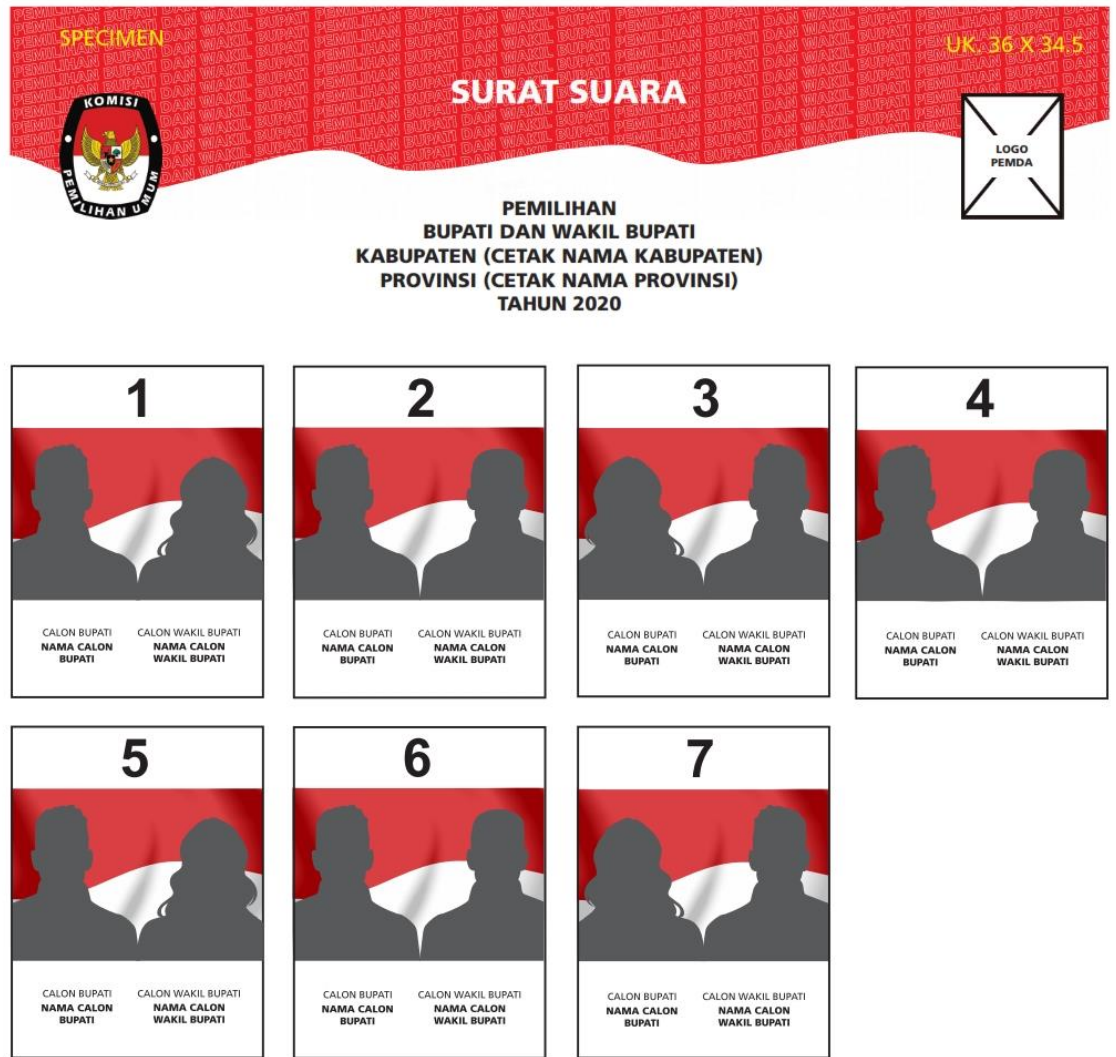 SPECIMEN
UK. 36 X 34.5
SURAT SUARA
KOMISI
PEMILIHAN UMUM
LOGO
PEMDA
PEMILIHAN
BUPATI DAN WAKIL BUPATI
KABUPATEN (CETAK NAMA KABUPATEN)
PROVINSI (CETAK NAMA PROVINSI)
TAHUN 2020
1
2
3
4
CALON BUPATI CALON WAKIL BUPATI
NAMA CALON NAMA CALON
BUPATI WAKIL BUPATI
CALON BUPATI CALON WAKIL BUPATI
NAMA CALON NAMA CALON
BUPATI WAKIL BUPATI
CALON BUPATI CALON WAKIL BUPATI
NAMA CALON NAMA CALON
BUPATI WAKIL BUPATI
CALON BUPATI CALON WAKIL BUPATI
NAMA CALON NAMA CALON
BUPATI WAKIL BUPATI
5
6
7
CALON BUPATI CALON WAKIL BUPATI
NAMA CALON NAMA CALON
BUPATI WAKIL BUPATI
CALON BUPATI CALON WAKIL BUPATI
NAMA CALON NAMA CALON
BUPATI WAKIL BUPATI
CALON BUPATI CALON WAKIL BUPATI
NAMA CALON NAMA CALON
BUPATI WAKIL BUPATI